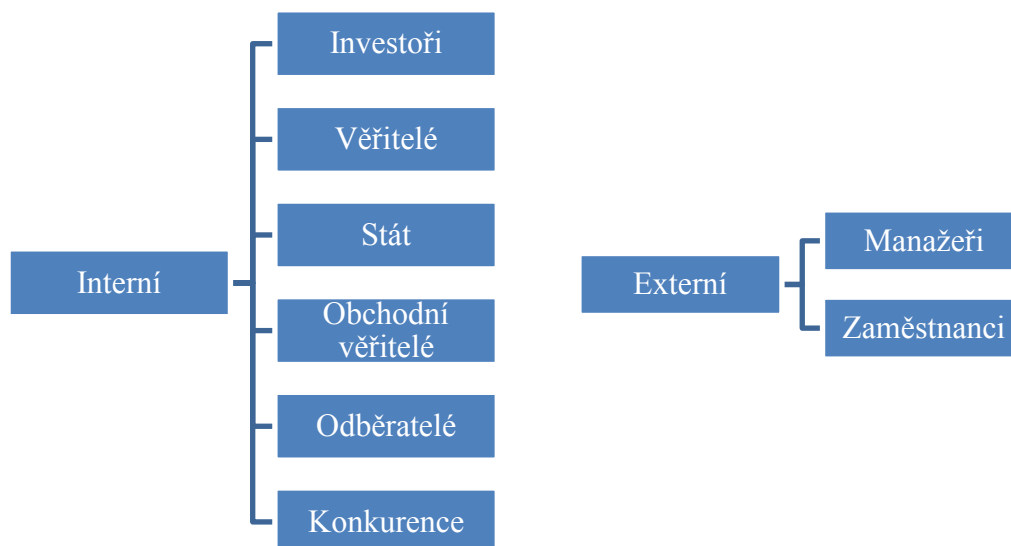 Interní
Investoři
Věřitelé
Stát
Obchodní
věřitelé
Odběratelé
Konkurence
Externí
Manažeři
Zaměstnanci